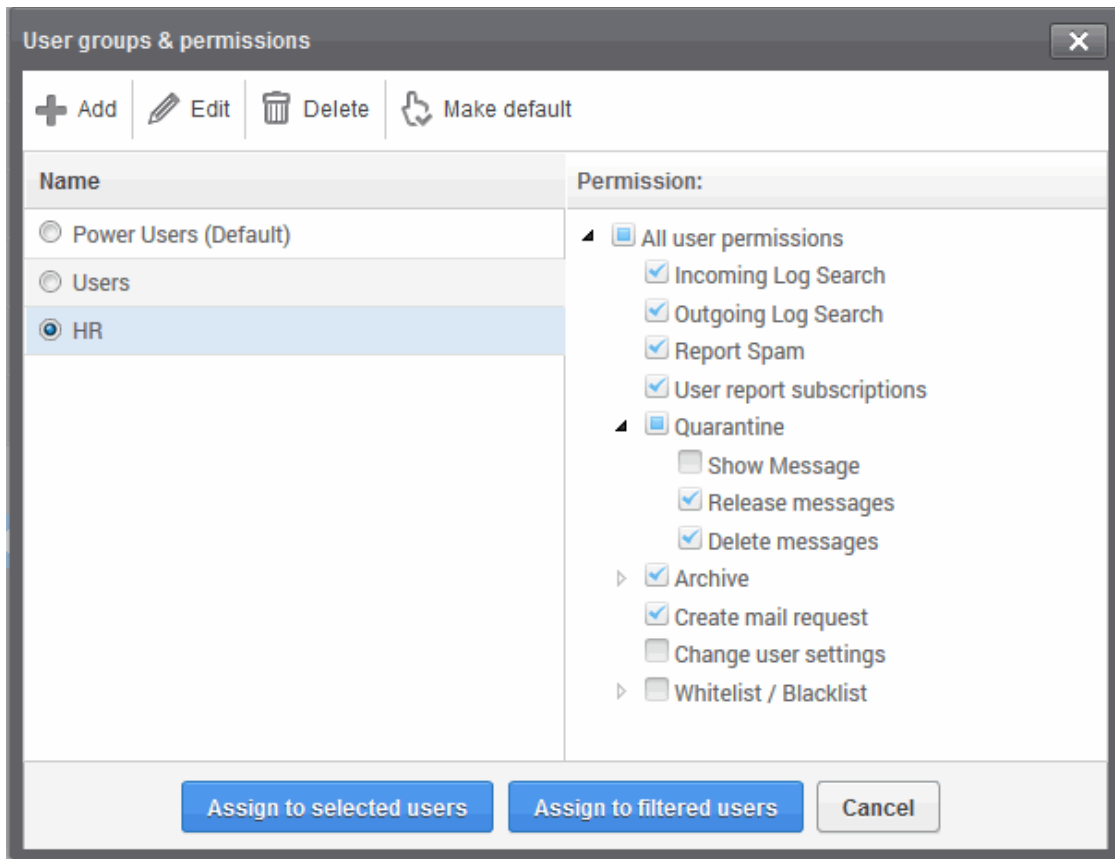 User groups & permissions
Add Edit Delete Make default
Name
Permission:
Power Users (Default)
Users
HR
All user permissions
Incoming Log Search
Outgoing Log Search
Report Spam
User report subscriptions
Quarantine
Show Message
Release messages
Delete messages
Archive
Create mail request
Change user settings
Whitelist / Blacklist
Assign to selected users Assign to filtered users Cancel